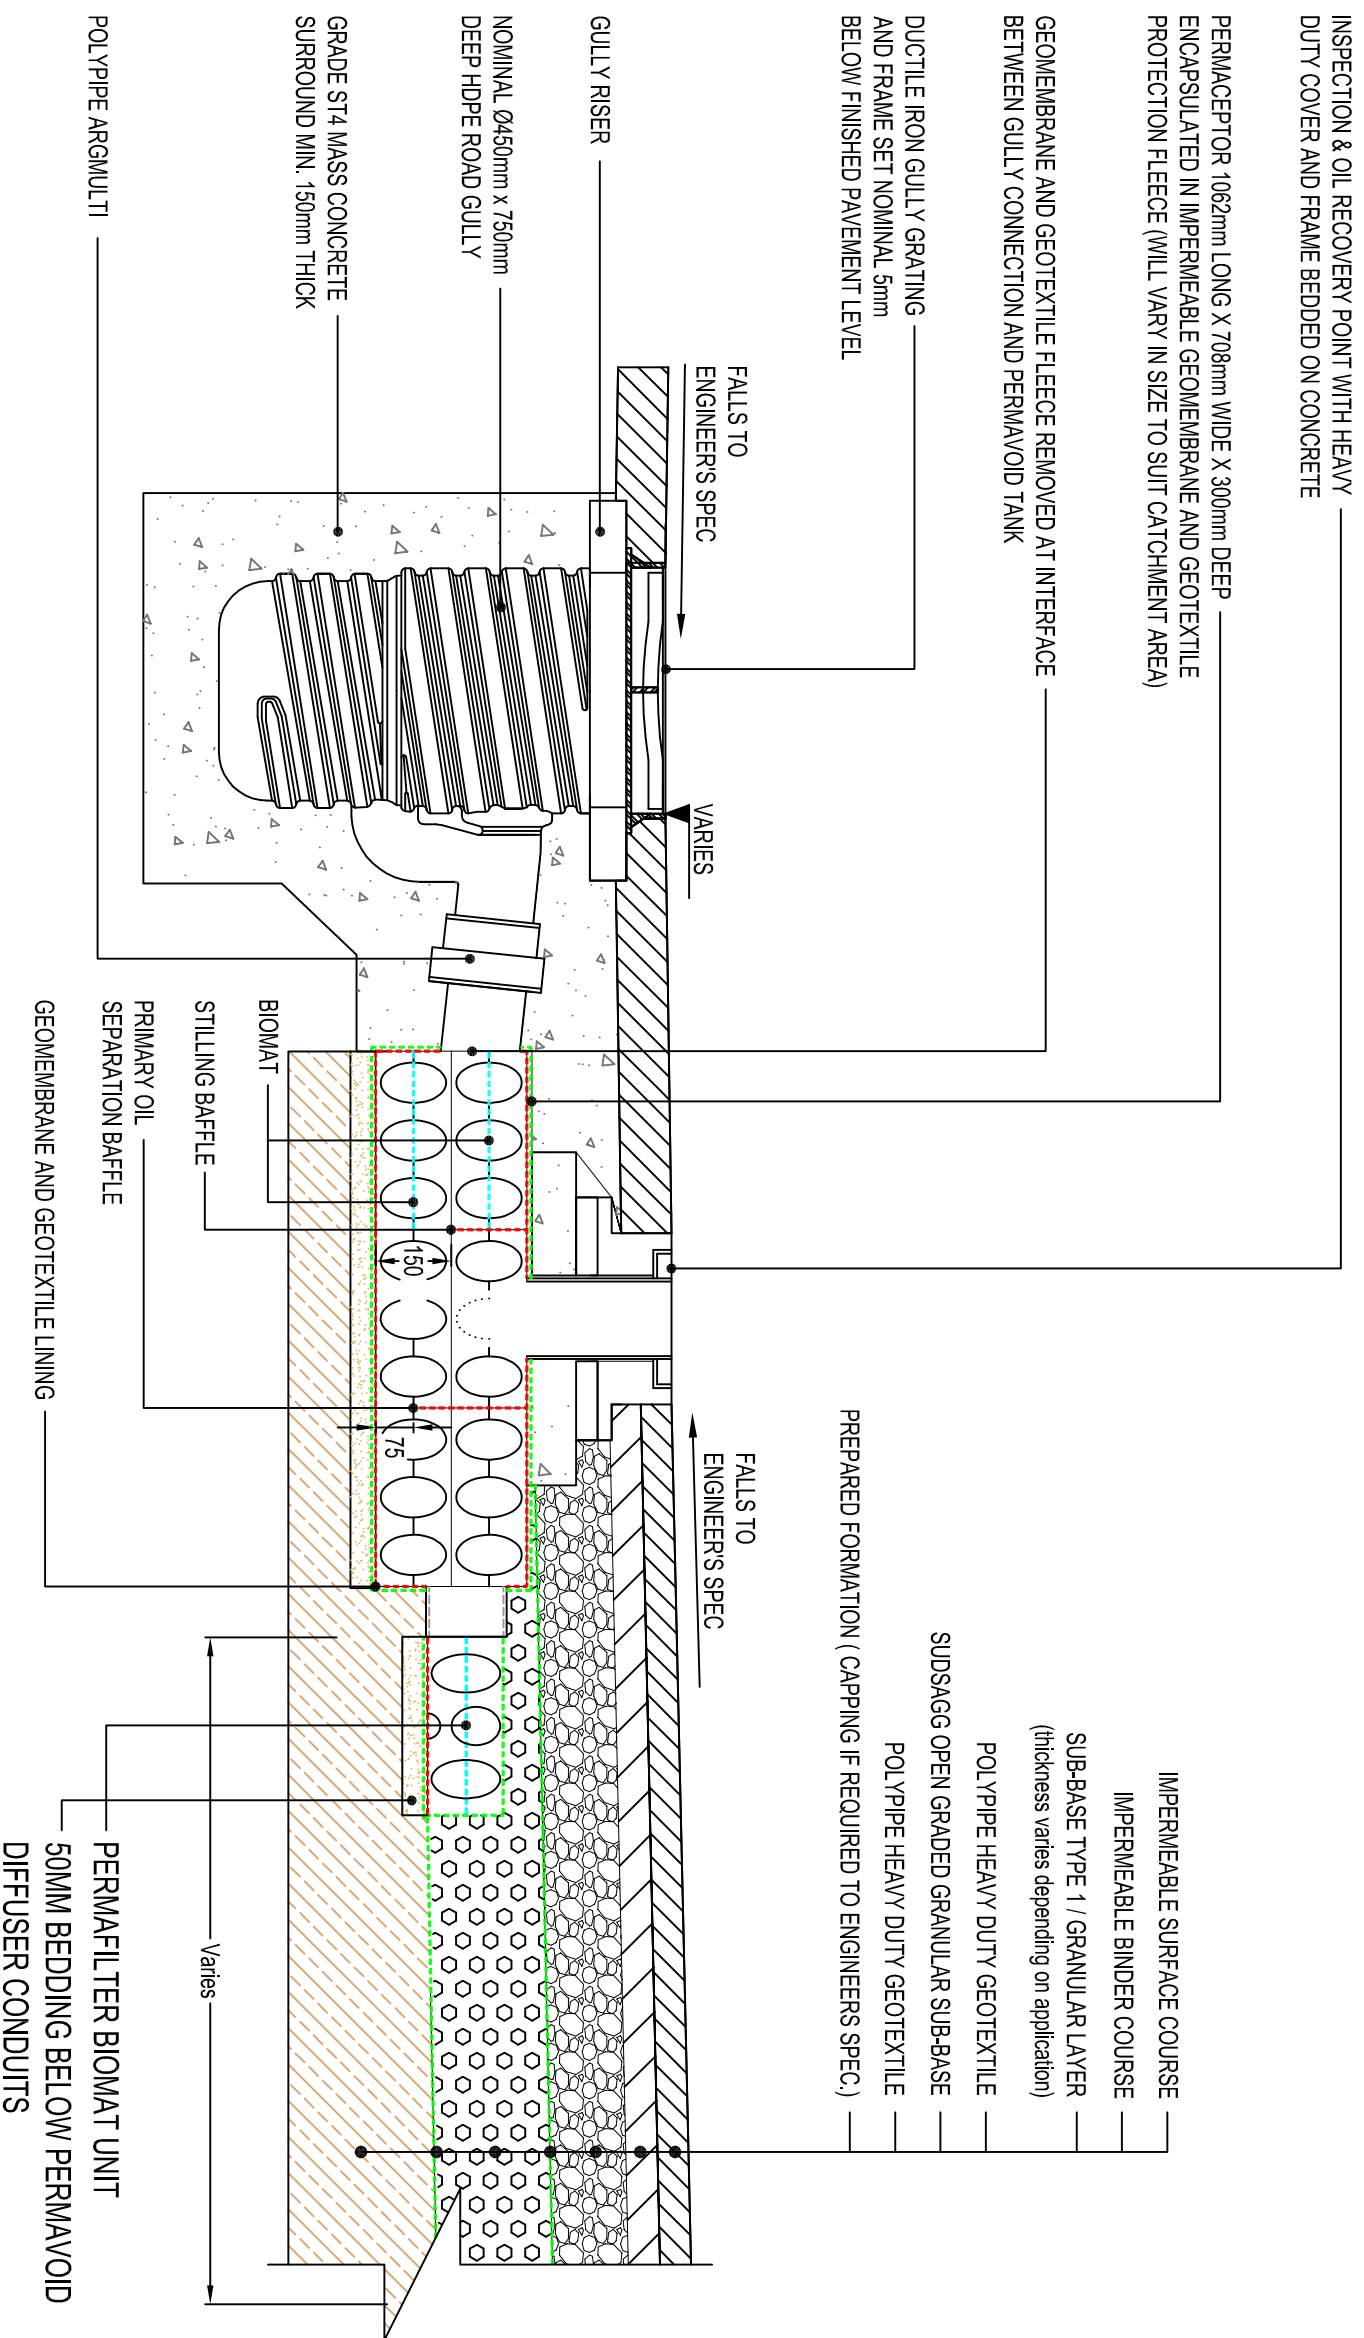 INSPECTION & OIL RECOVERY POINT WITH HEAVY
DUTY COVER AND FRAME BEDDED ON CONCRETE
PERMACEPTOR 1062mm LONG X 708mm WIDE X 300mm DEEP
ENCAPSULATED IN IMPERMEABLE GEOMEMBRANE AND GEOTEXTILE
PROTECTION FLEECE (WILL VARY IN SIZE TO SUIT CATCHMENT AREA)
GEOMEMBRANE AND GEOTEXTILE FLEECE REMOVED AT INTERFACE
BETWEEN GULLY CONNECTION AND PERMAVOID TANK
DUCTILE IRON GULLY GRATING
AND FRAME SET NOMINAL 5mm
BELOW FINISHED PAVEMENT LEVEL
GULLY RISER
NOMINAL Ø450mm x 750mm
DEEP HDPE ROAD GULLY
GRADE ST4 MASS CONCRETE
SURROUND MIN. 150mm THICK
POLYPIPE ARGMULTI
FALLS TO
ENGINEER'S SPEC
VARIES
FALLS TO
ENGINEER'S SPEC
IMPERMEABLE SURFACE COURSE
IMPERMEABLE BINDER COURSE
SUB-BASE TYPE 1 / GRANULAR LAYER
(thickness varies depending on application)
POLYPIPE HEAVY DUTY GEOTEXTILE
SUDSAGG OPEN GRADED GRANULAR SUB-BASE
POLYPIPE HEAVY DUTY GEOTEXTILE
PREPARED FORMATION ( CAPPING IF REQUIRED TO ENGINEERS SPEC.)
150
75
BIOMAT
STILLING BAFFLE
PRIMARY OIL
SEPARATION BAFFLE
GEOMEMBRANE AND GEOTEXTILE LINING
Varies
PERMAFILTER BIOMAT UNIT
50MM BEDDING BELOW PERMAVOID
DIFFUSER CONDUITS